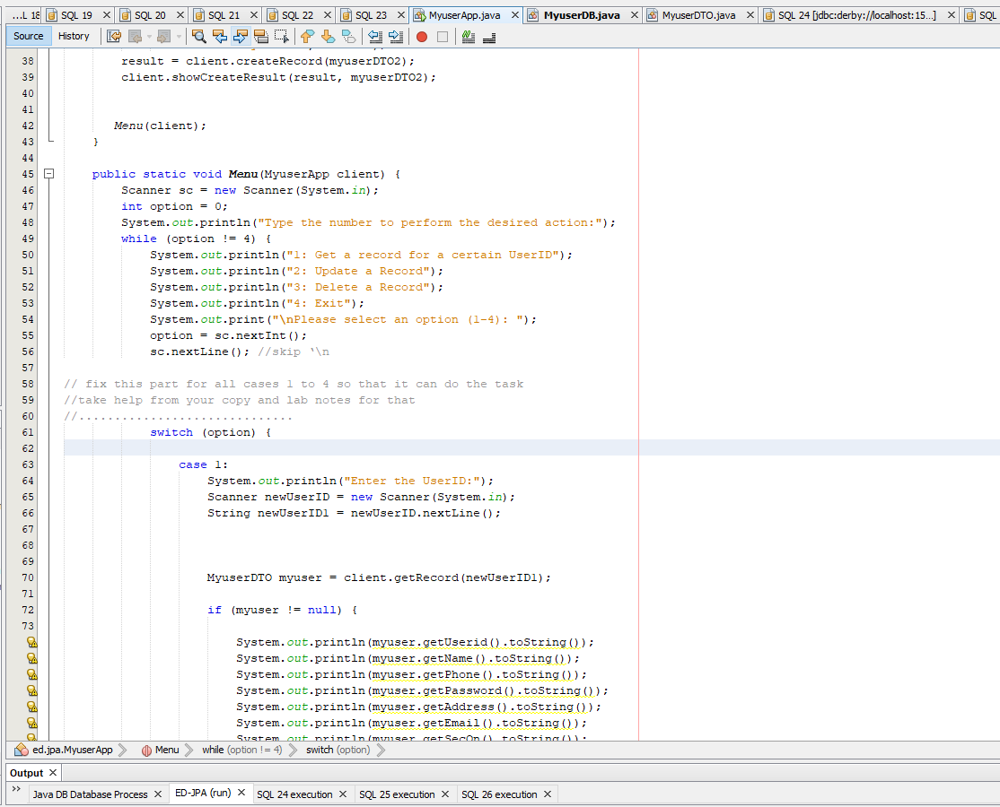 ...L 18 SQL 19 SQL 20 SQL 21 SQL 22 SQL 23 MyuserApp.java MyuserDB.java MyuserDTO.java SQL 24 [jdbc:derby://localhost:15...] SQL
Source History
38 result = client.createRecord(myuserDTO2);
39 client.showCreateResult(result, myuserDTO2);
40
41
42 Menu(client);
43 }
44
45 public static void Menu(MyuserApp client) {
46 Scanner sc = new Scanner(System.in);
47 int option = 0;
48 System.out.println("Type the number to perform the desired action:");
49 while (option != 4) {
50 System.out.println("1: Get a record for a certain UserID");
51 System.out.println("2: Update a Record");
52 System.out.println("3: Delete a Record");
53 System.out.println("4: Exit");
54 System.out.print("\nPlease select an option (1-4): ");
55 option = sc.nextInt();
56 sc.nextLine(); //skip '\n
57
58 // fix this part for all cases 1 to 4 so that it can do the task
59 //take help from your copy and lab notes for that
60 //..............................
61 switch (option) {
62
63 case 1:
64 System.out.println("Enter the UserID:");
65 Scanner newUserID = new Scanner(System.in);
66 String newUserID1 = newUserID.nextLine();
67
68
69
70 MyuserDTO myuser = client.getRecord(newUserID1);
71
72 if (myuser != null) {
73
System.out.println(myuser.getUserid().toString());
System.out.println(myuser.getName().toString());
System.out.println(myuser.getPhone().toString());
System.out.println(myuser.getPassword().toString());
System.out.println(myuser.getAddress().toString());
System.out.println(myuser.getEmail().toString());
System.out.println(myuser.getSecQn().toString());
ed.jpa.MyuserApp Menu while (option != 4) switch (option)
Output
Java DB Database Process ED-JPA (run) SQL 24 execution SQL 25 execution SQL 26 execution